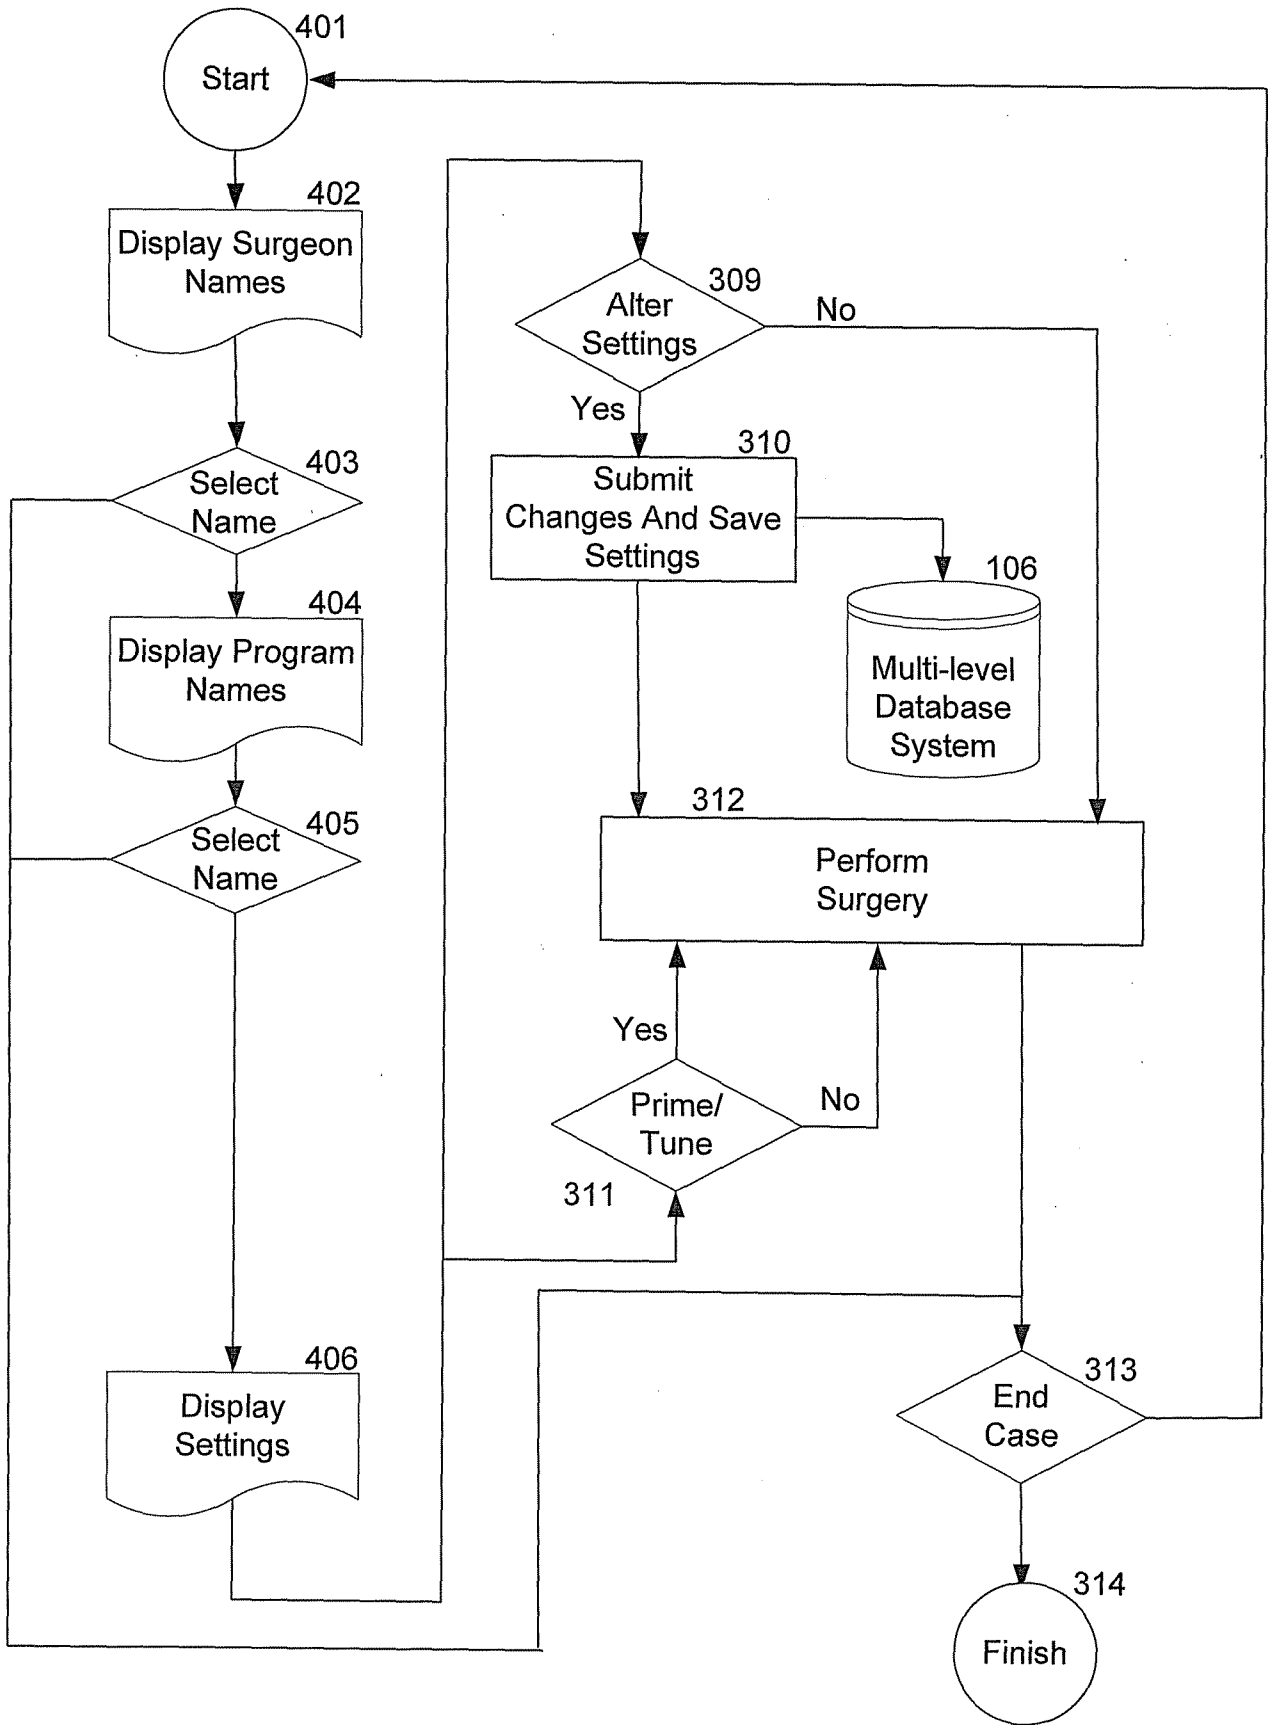 401
Start
402
Display Surgeon
Names
403
Select
Name
404
Display Program
Names
405
Select
Name
406
Display
Settings
309
Alter
Settings
No
Yes
310
Submit
Changes And Save
Settings
106
Multi-level
Database
System
312
Perform
Surgery
Yes
No
Prime/
Tune
311
313
End
Case
314
Finish